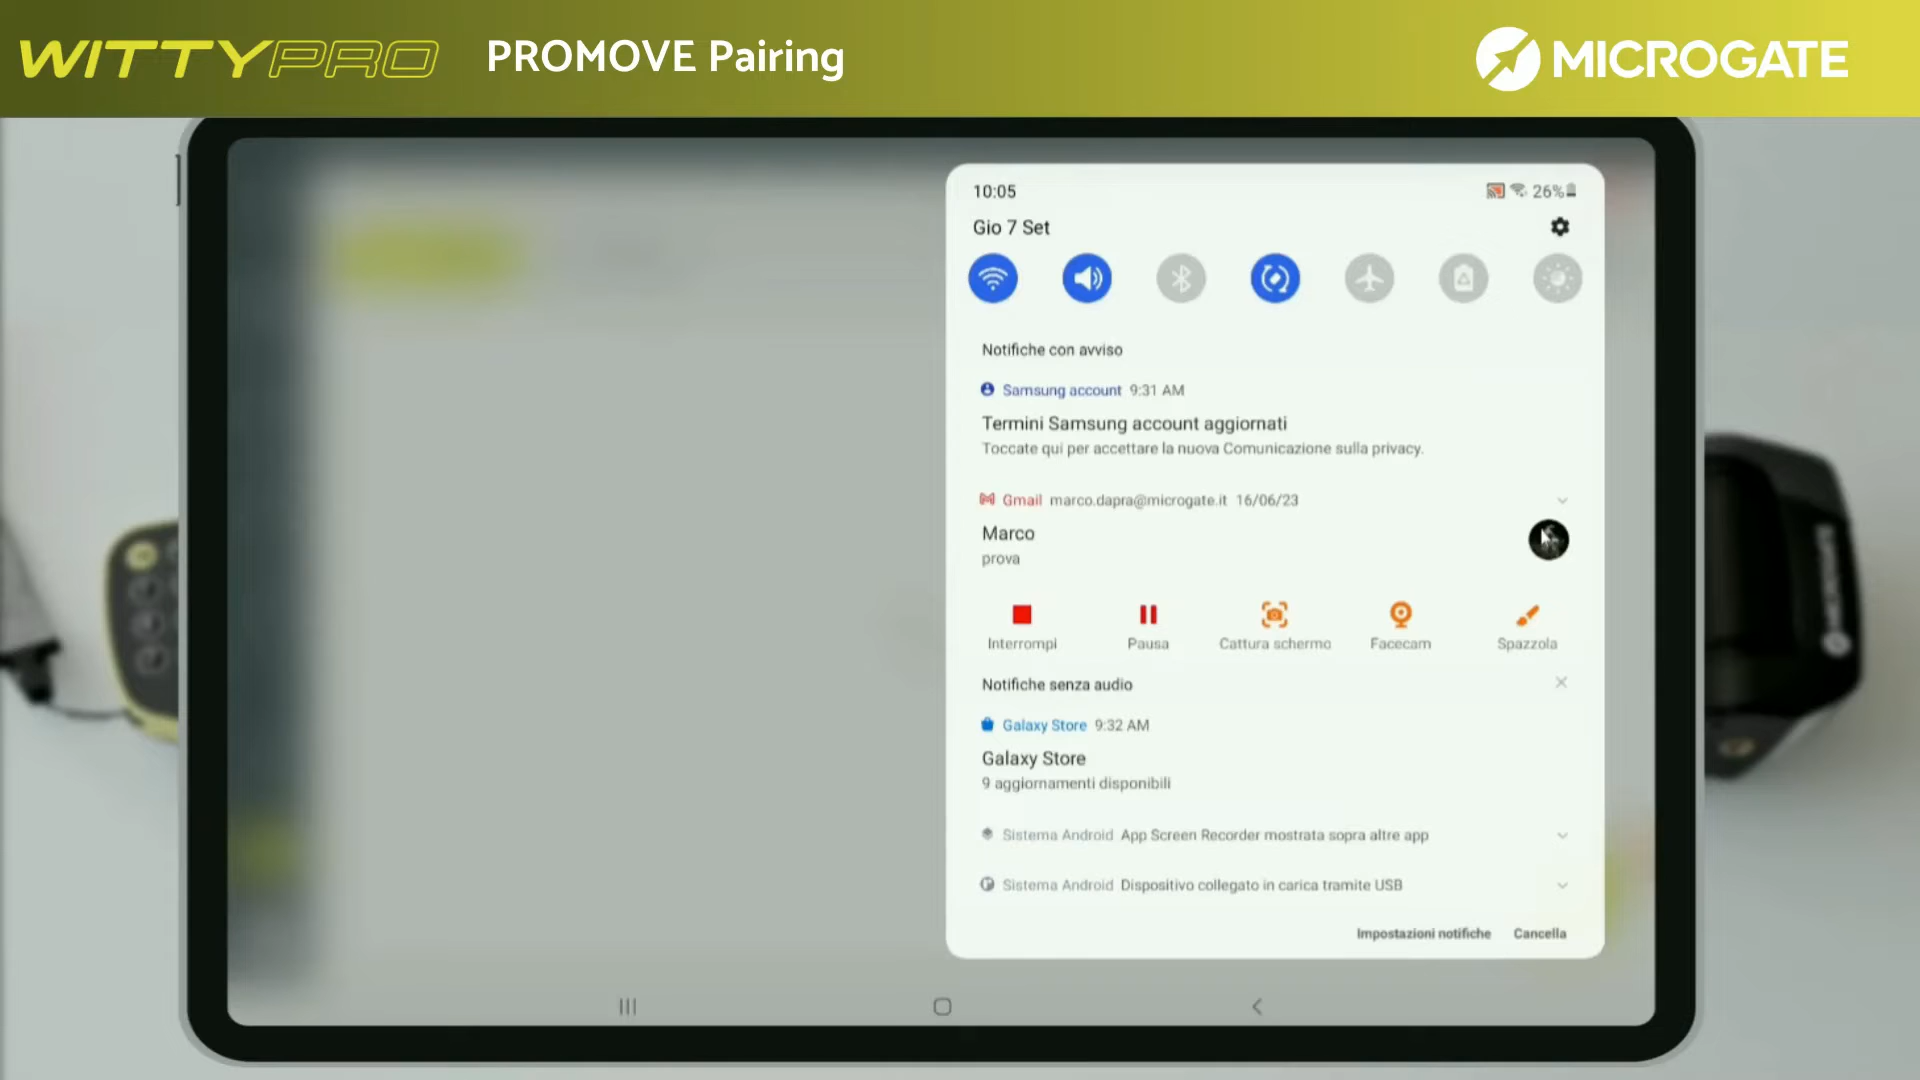 WITTYPRO
PROMOVE Pairing
MICROGATE
10:05
26%
Gio 7 Set
Notifiche con avviso
Samsung account 9:31 AM
Termini Samsung account aggiornati
Toccate qui per accettare la nuova Comunicazione sulla privacy.
Gmail marco.dapra@microgate.it 16/06/23
Marco
prova
Interrompi
Pausa
Cattura schermo
Facecam
Spazzola
Notifiche senza audio
Galaxy Store 9:32 AM
Galaxy Store
9 aggiornamenti disponibili
Sistema Android App Screen Recorder mostrata sopra altre app
Sistema Android Dispositivo collegato in carica tramite USB
Impostazioni notifiche
Cancella
MICROGATE